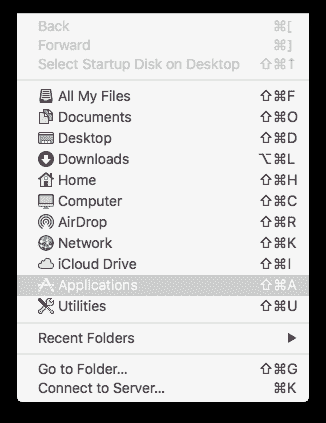 Back ⌘[
Forward ⌘]
Select Startup Disk on Desktop ⇧⌘↑
All My Files ⇧⌘F
Documents ⇧⌘O
Desktop ⇧⌘D
Downloads ⌥⌘L
Home ⇧⌘H
Computer ⇧⌘C
AirDrop ⇧⌘R
Network ⇧⌘K
iCloud Drive ⇧⌘I
Applications ⇧⌘A
Utilities ⇧⌘U
Recent Folders ▶
Go to Folder... ⇧⌘G
Connect to Server... ⌘K